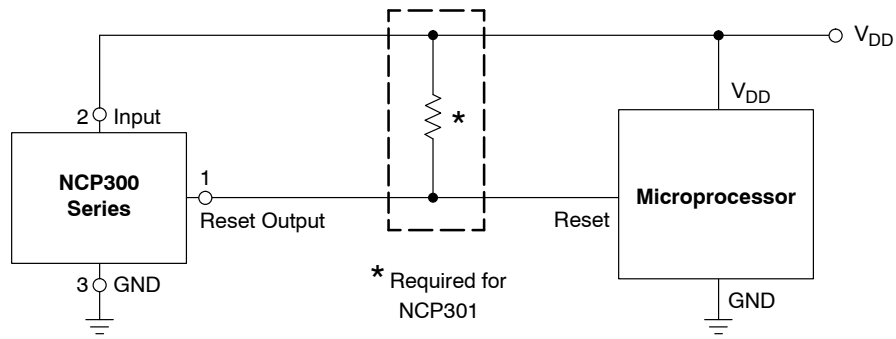 V_DD
2 Input
V_DD
*
NCP300
Series
1
Reset Output
Reset
Microprocessor
3 GND
* Required for
NCP301
GND